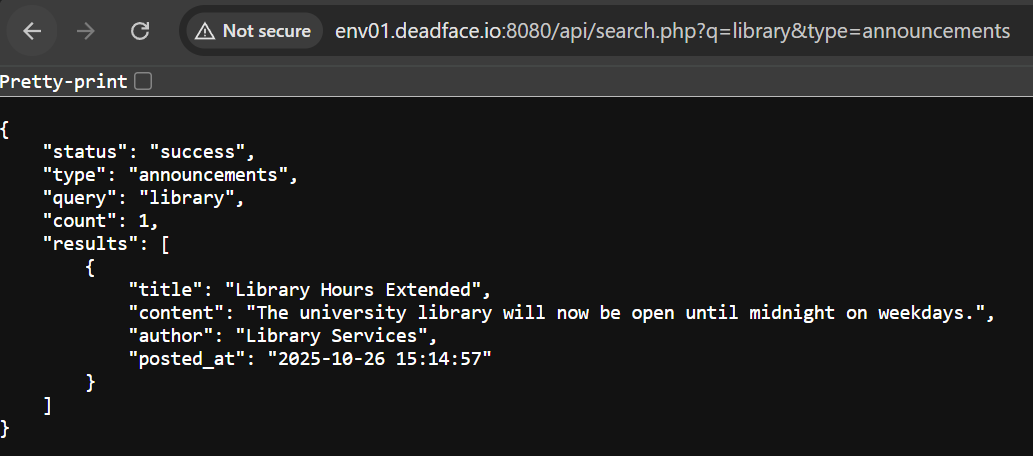 Not secure env01.deadface.io:8080/api/search.php?q=library&type=announcements
Pretty-print
{
    "status": "success",
    "type": "announcements",
    "query": "library",
    "count": 1,
    "results": [
        {
            "title": "Library Hours Extended",
            "content": "The university library will now be open until midnight on weekdays.",
            "author": "Library Services",
            "posted_at": "2025-10-26 15:14:57"
        }
    ]
}